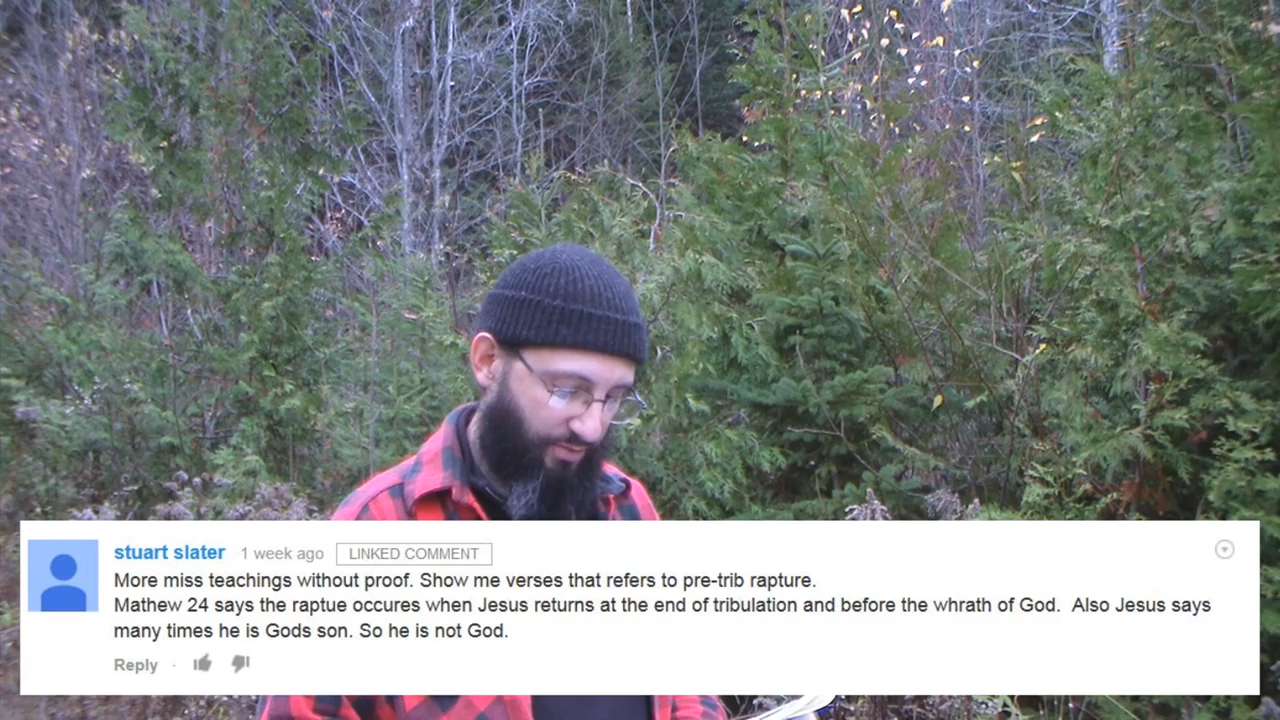 stuart slater 1 week ago LINKED COMMENT
More miss teachings without proof. Show me verses that refers to pre-trib rapture.
Mathew 24 says the raptue occures when Jesus returns at the end of tribulation and before the whrath of God. Also Jesus says
many times he is Gods son. So he is not God.
Reply